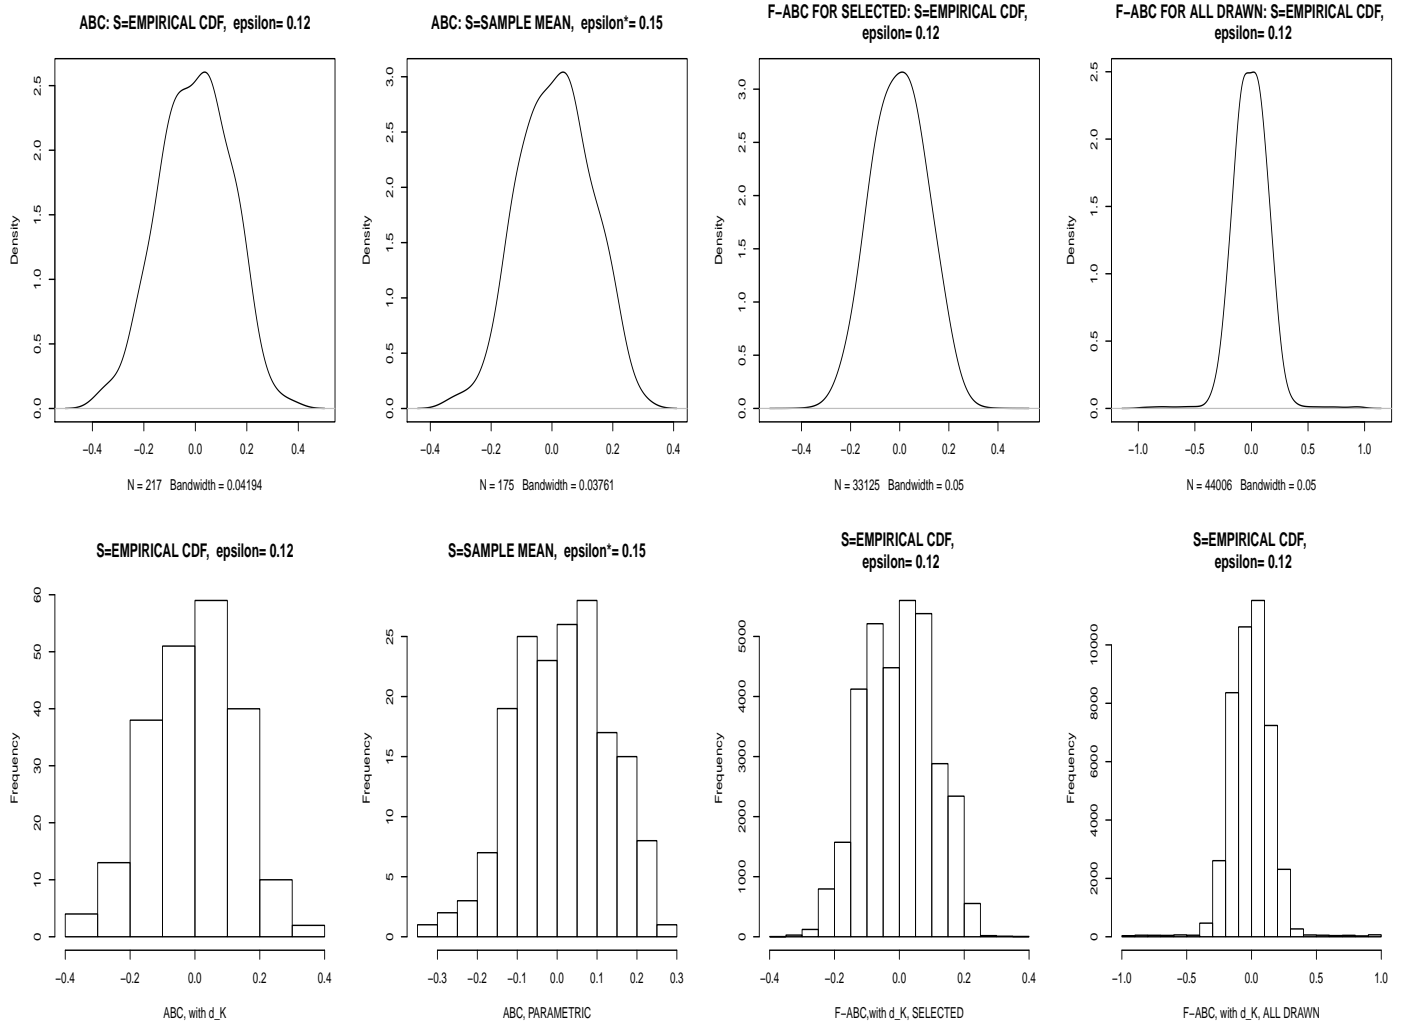 ABC: S=EMPIRICAL CDF, epsilon= 0.12
Density
0.0 0.5 1.0 1.5 2.0 2.5
−0.4 −0.2 0.0 0.2 0.4
N = 217 Bandwidth = 0.04194
ABC: S=SAMPLE MEAN, epsilon*= 0.15
Density
0.0 0.5 1.0 1.5 2.0 2.5 3.0
−0.4 −0.2 0.0 0.2 0.4
N = 175 Bandwidth = 0.03761
F−ABC FOR SELECTED: S=EMPIRICAL CDF,
epsilon= 0.12
Density
0.0 0.5 1.0 1.5 2.0 2.5 3.0
−0.4 −0.2 0.0 0.2 0.4
N = 33125 Bandwidth = 0.05
F−ABC FOR ALL DRAWN: S=EMPIRICAL CDF,
epsilon= 0.12
Density
0.0 0.5 1.0 1.5 2.0 2.5
−1.0 −0.5 0.0 0.5 1.0
N = 44006 Bandwidth = 0.05
S=EMPIRICAL CDF, epsilon= 0.12
Frequency
0 10 20 30 40 50 60
−0.4 −0.2 0.0 0.2 0.4
ABC, with d_K
S=SAMPLE MEAN, epsilon*= 0.15
Frequency
0 5 10 15 20 25
−0.3 −0.2 −0.1 0.0 0.1 0.2 0.3
ABC, PARAMETRIC
S=EMPIRICAL CDF,
epsilon= 0.12
Frequency
0 1000 2000 3000 4000 5000
−0.4 −0.2 0.0 0.2 0.4
F−ABC,with d_K, SELECTED
S=EMPIRICAL CDF,
epsilon= 0.12
Frequency
0 2000 4000 6000 8000 10000
−1.0 −0.5 0.0 0.5 1.0
F−ABC, with d_K, ALL DRAWN